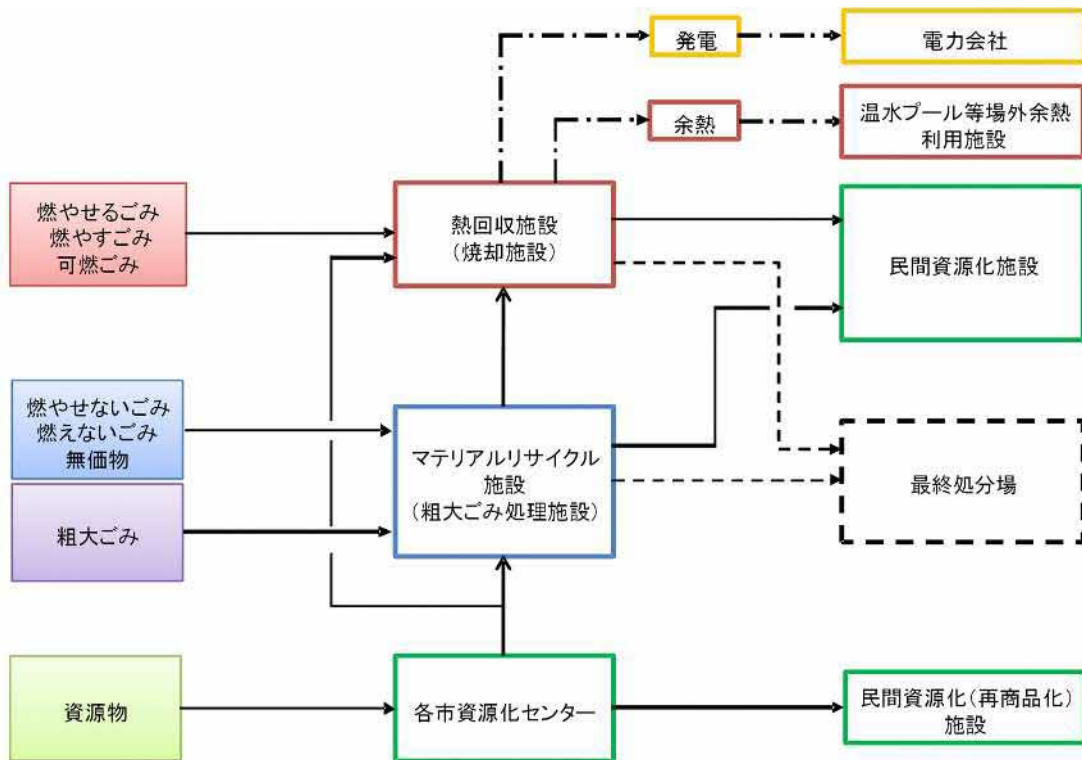 発電
電力会社
余熱
温水プール等場外余熱
利用施設
燃やせるごみ
燃やすごみ
可燃ごみ
熱回収施設
(焼却施設)
民間資源化施設
燃やせないごみ
燃えないごみ
無価物
マテリアルリサイクル
施設
(粗大ごみ処理施設)
最終処分場
粗大ごみ
資源物
各市資源化センター
民間資源化(再商品化)
施設